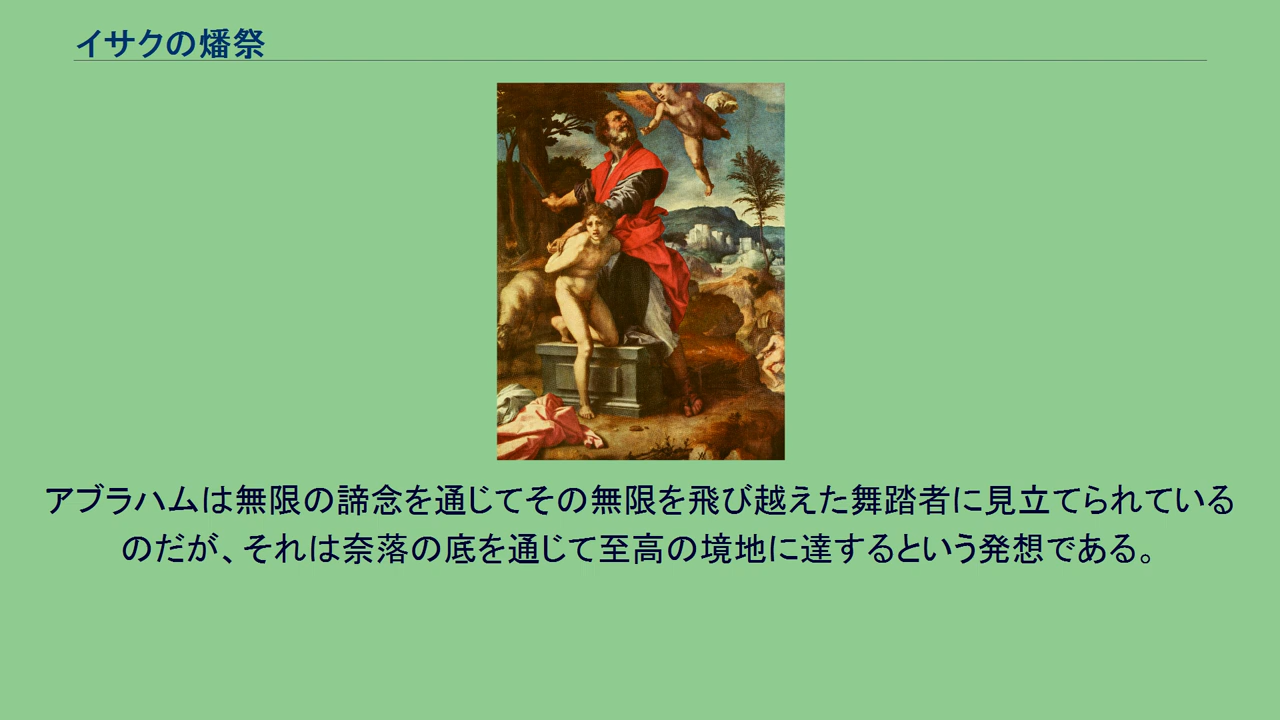 イサクの燔祭
アブラハムは無限の諦念を通じてその無限を飛び越えた舞踏者に見立てられている
のだが、それは奈落の底を通じて至高の境地に達するという発想である。